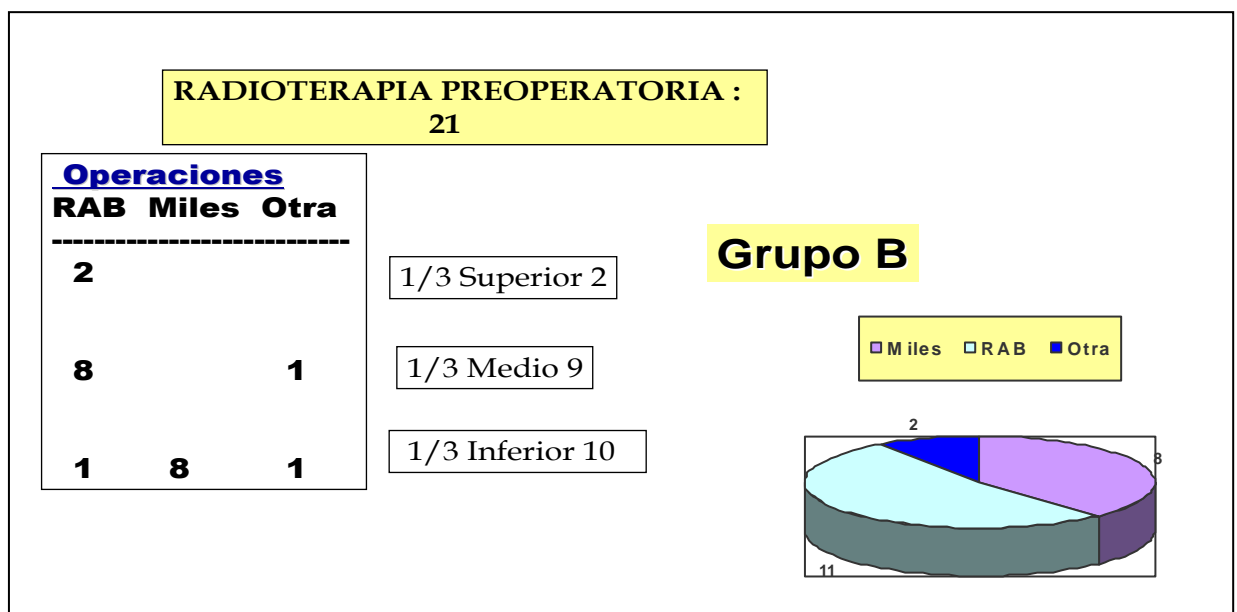 RADIOTERAPIA PREOPERATORIA :
21
Operaciones
RAB Miles Otra
----------------------------
2
1/3 Superior 2
Grupo B
8 1
1/3 Medio 9
Miles RAB Otra
1 8 1
1/3 Inferior 10
2
8
11